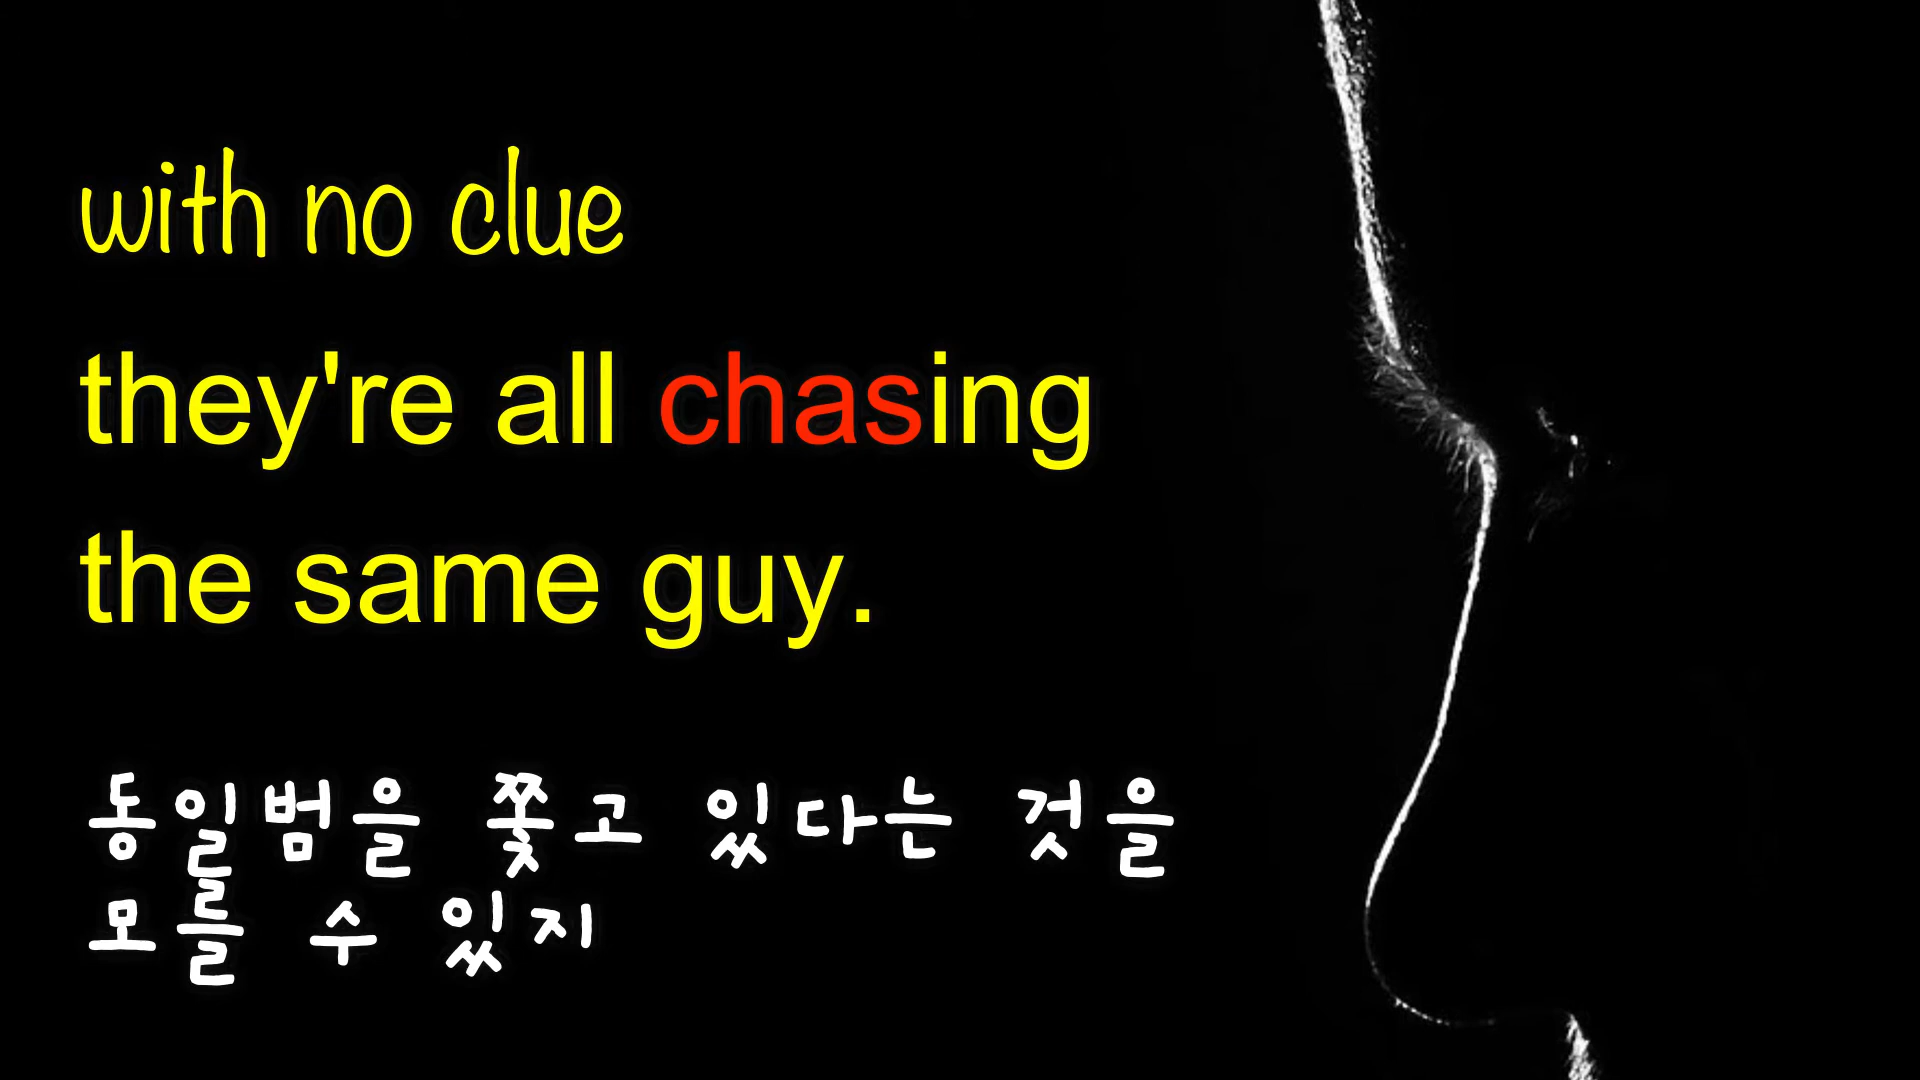 with no clue
they're all chasing
the same guy.
동일범을 쫓고 있다는 것을
모를 수 있지